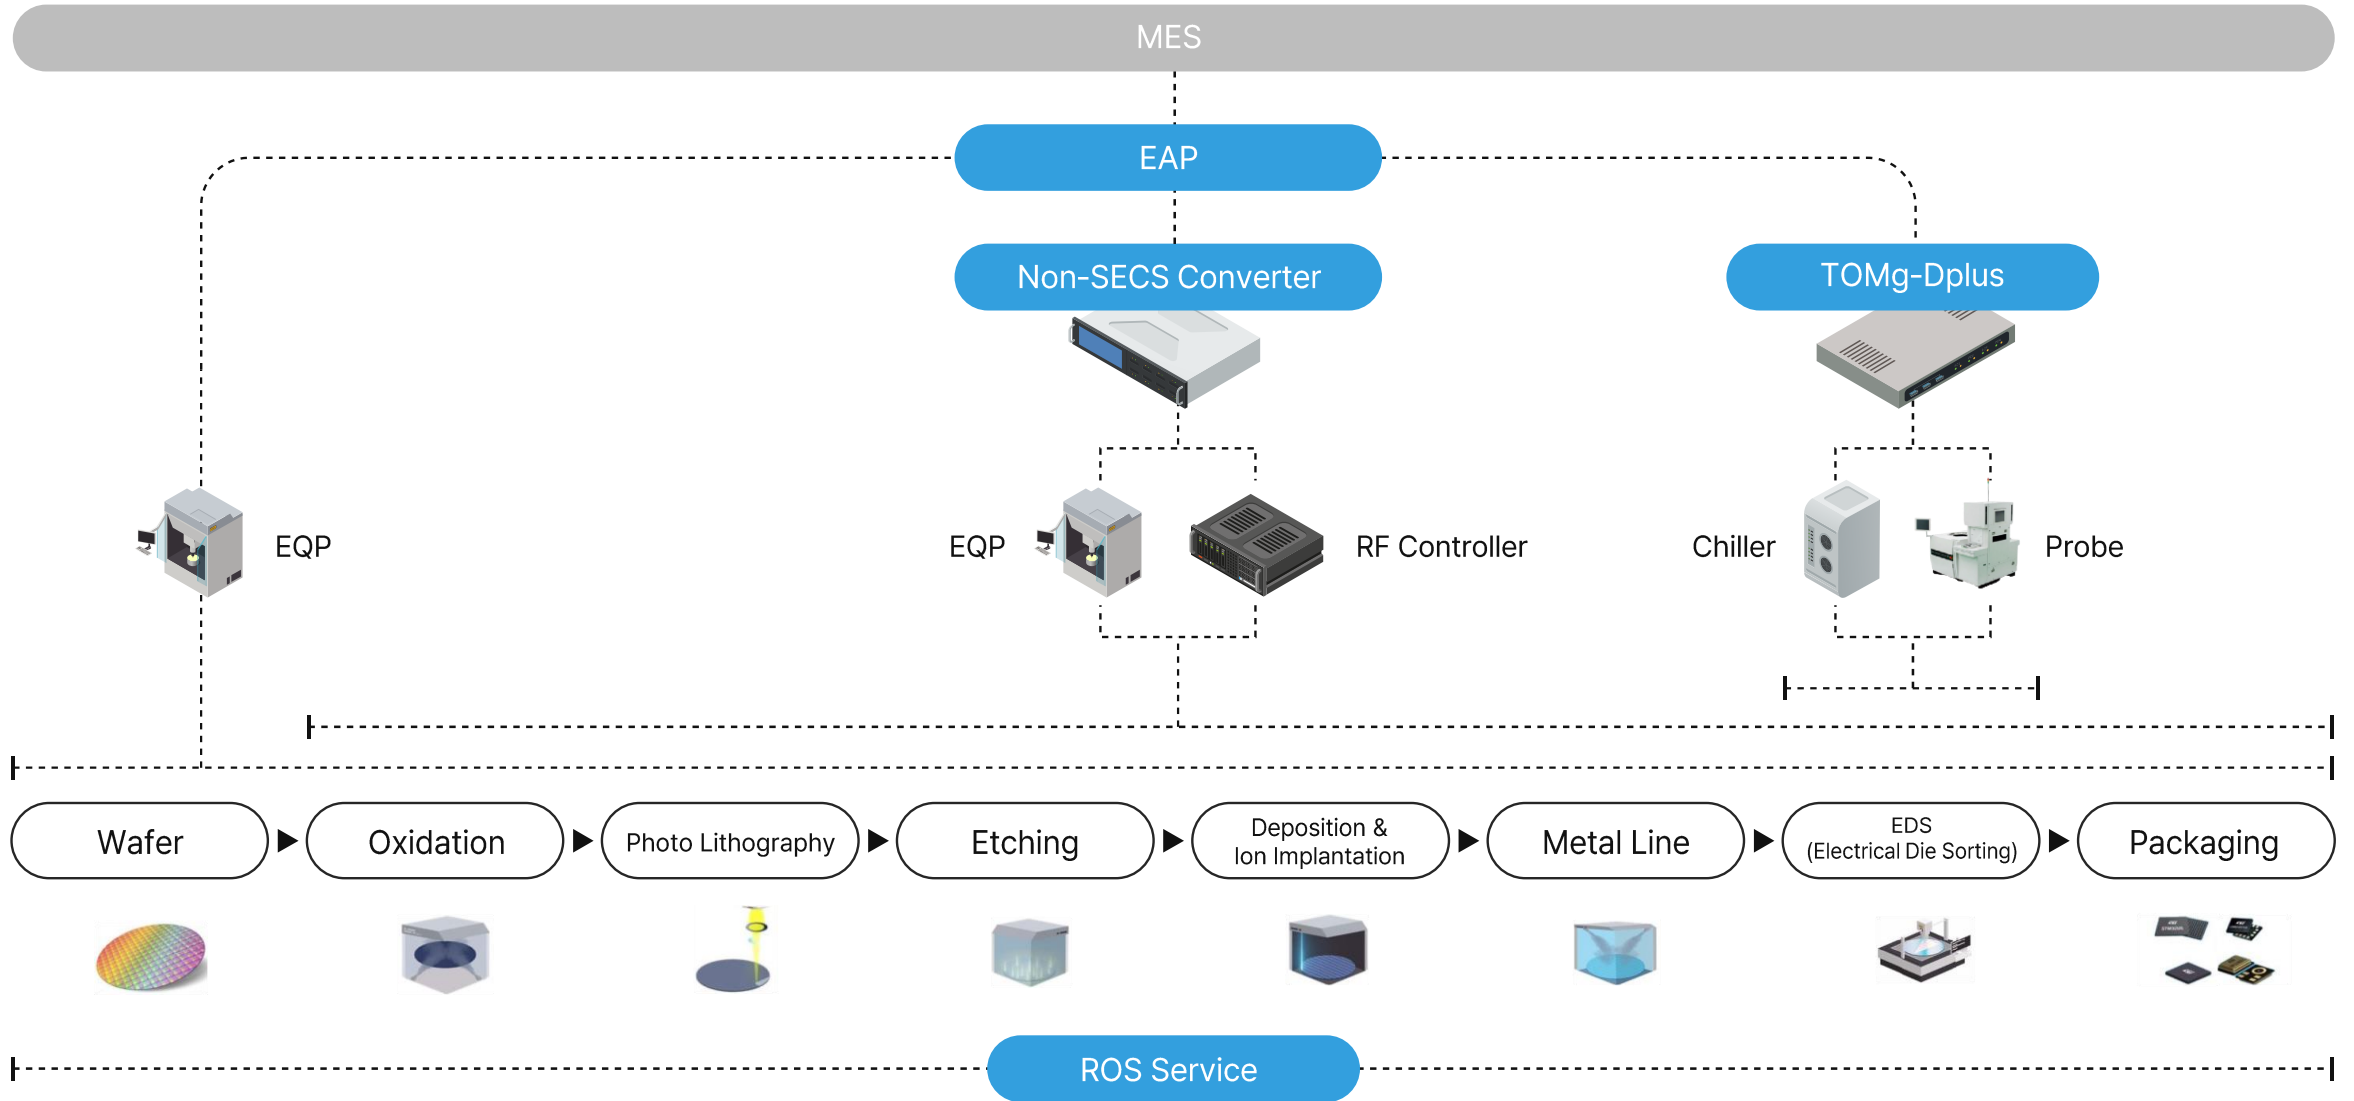 MES
EAP
Non-SECS Converter
TOMg-Dplus
EQP
EQP
RF Controller
Chiller
Probe
Wafer
Oxidation
Photo Lithography
Etching
Deposition &
Ion Implantation
Metal Line
EDS
(Electrical Die Sorting)
Packaging
ROS Service